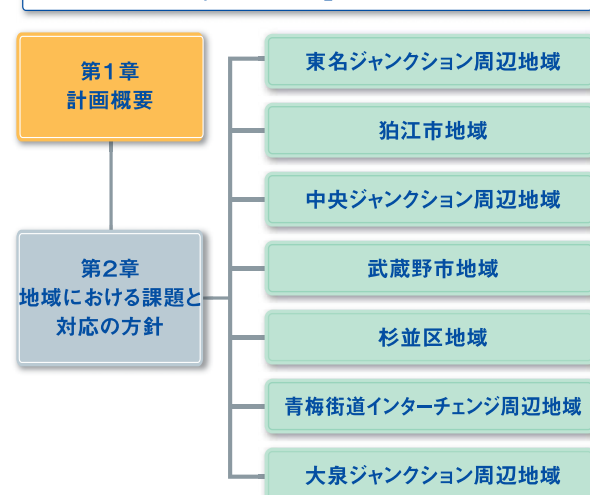 第1章
計画概要
第2章
地域における課題と
対応の方針
東名ジャンクション周辺地域
狛江市地域
中央ジャンクション周辺地域
武蔵野市地域
杉並区地域
青梅街道インターチェンジ周辺地域
大泉ジャンクション周辺地域